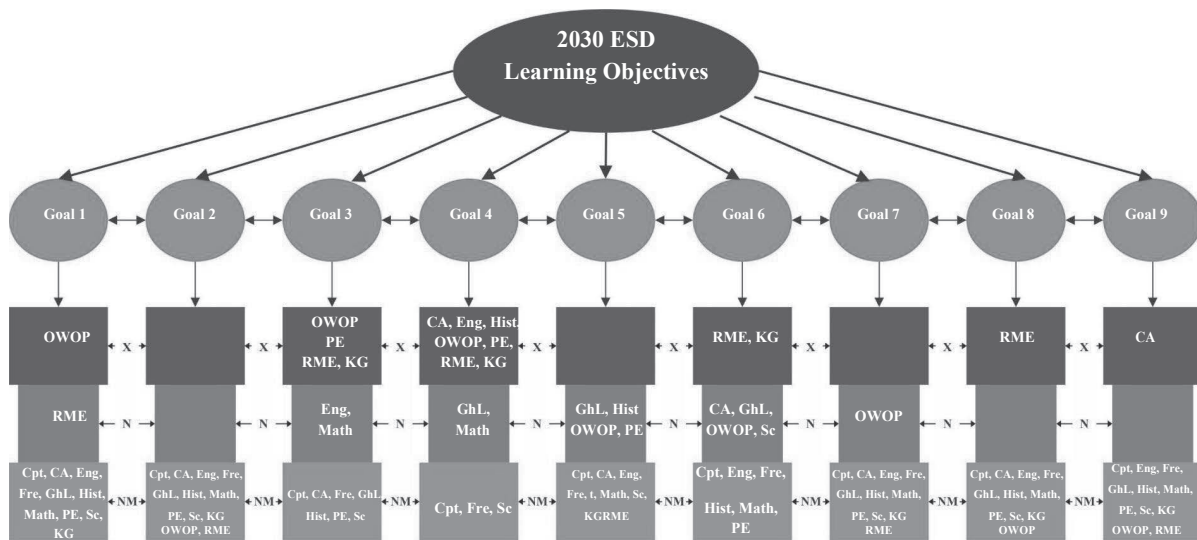 2030 ESD
Learning Objectives
Goal 1
Goal 2
Goal 3
Goal 4
Goal 5
Goal 6
Goal 7
Goal 8
Goal 9
OWOP
X
X
OWOP
PE
RME, KG
X
CA, Eng, Hist.
OWOP, PE,
RME, KG
X
X
RME, KG
X
X
RME
X
CA
RME
N
N
Eng,
Math
N
GhL,
Math
N
GhL, Hist
OWOP, PE
N
CA, GhL,
OWOP, Sc
N
OWOP
N
N
Cpt, CA, Eng,
Fre, GhL, Hist,
Math, PE, Sc,
KG
NM
Cpt, CA, Eng, Fre,
GhL, Hist, Math,
PE, Sc, KG
OWOP, RME
NM
Cpt, CA, Fre, GhL
Hist, PE, Sc
NM
Cpt, Fre, Sc
NM
Cpt, CA, Eng,
Fre, t, Math, Sc,
KGRME
NM
Cpt, Eng, Fre,
Hist, Math,
PE
NM
Cpt, CA, Eng, Fre,
GhL, Hist, Math,
PE, Sc, KG
RME
NM
Cpt, CA, Eng, Fre,
GhL, Hist, Math,
PE, Sc, KG
OWOP
NM
Cpt, Eng, Fre,
GhL, Hist, Math,
PE, Sc, KG
OWOP, RME